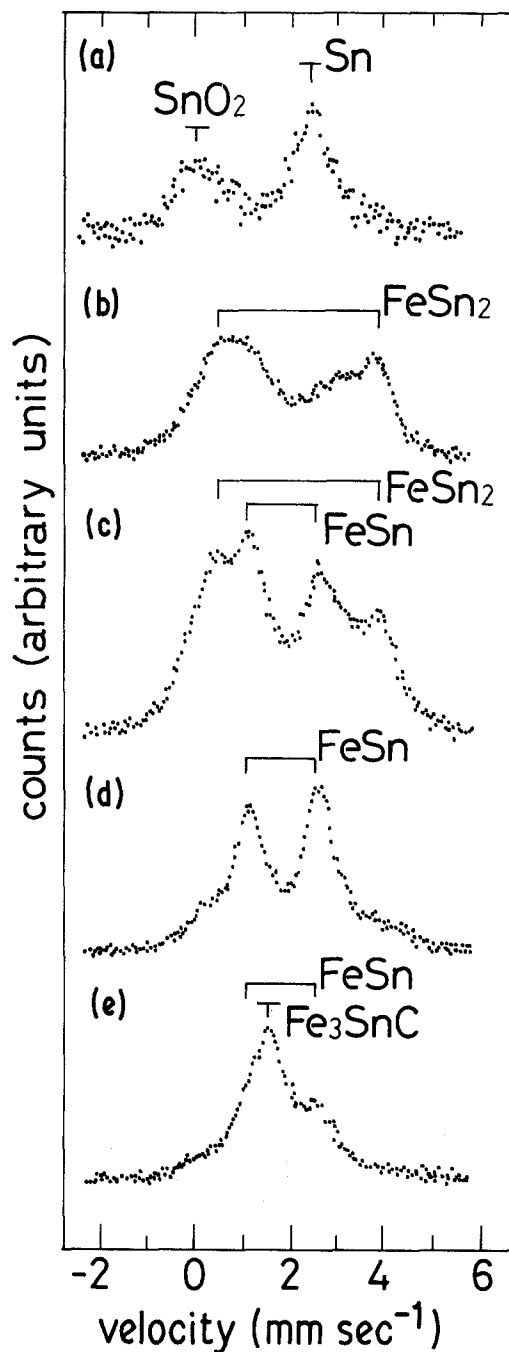 (a)
Sn
SnO₂
(b)
FeSn₂
FeSn₂
(c)
FeSn
FeSn
(d)
FeSn
(e)
Fe₃SnC
counts (arbitrary units)
-2 0 2 4 6
velocity (mm sec⁻¹)